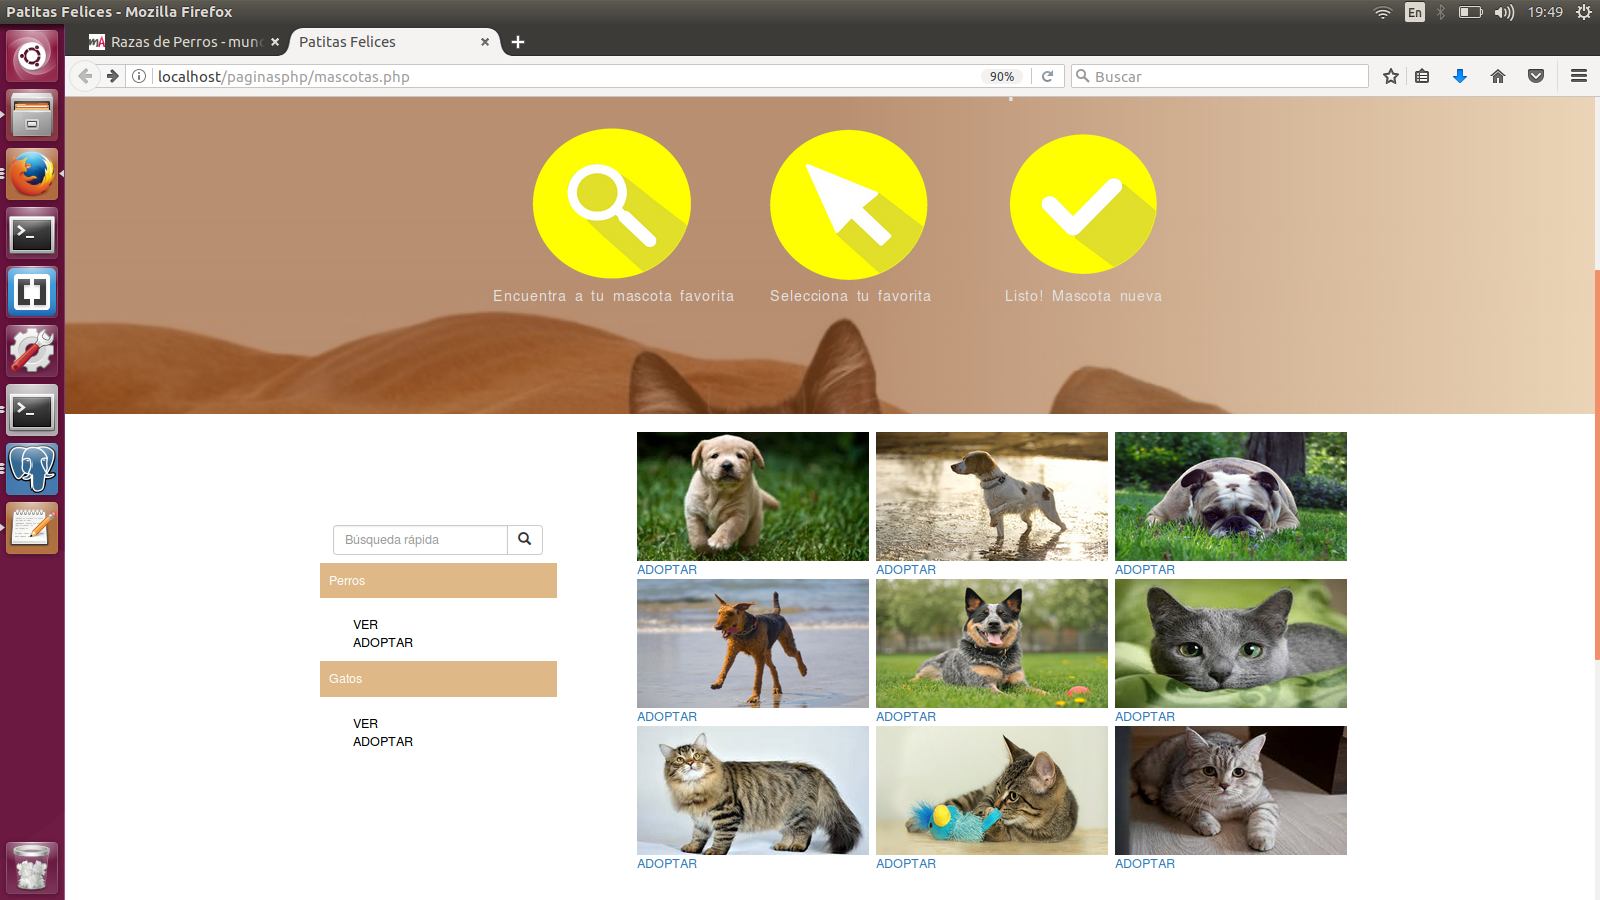 Patitas Felices - Mozilla Firefox
En
19:49
mA Razas de Perros - mund
Patitas Felices
localhost/paginasphp/mascotas.php
90%
Buscar
Encuentra a tu mascota favorita
Selecciona tu favorita
Listo! Mascota nueva
Búsqueda rápida
Perros
VER
ADOPTAR
Gatos
VER
ADOPTAR
ADOPTAR ADOPTAR ADOPTAR
ADOPTAR ADOPTAR ADOPTAR
ADOPTAR ADOPTAR ADOPTAR